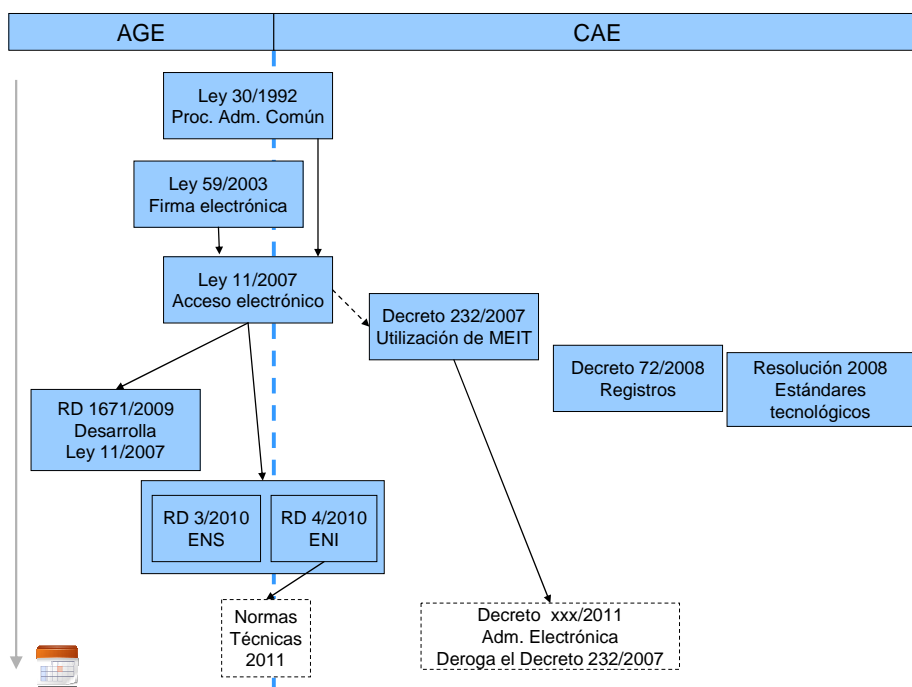 AGE
CAE
Ley 30/1992
Proc. Adm. Común
Ley 59/2003
Firma electrónica
Ley 11/2007
Acceso electrónico
Decreto 232/2007
Utilización de MEIT
Decreto 72/2008
Registros
Resolución 2008
Estándares
tecnológicos
RD 1671/2009
Desarrolla
Ley 11/2007
RD 3/2010
ENS
RD 4/2010
ENI
Normas
Técnicas
2011
Decreto xxx/2011
Adm. Electrónica
Deroga el Decreto 232/2007